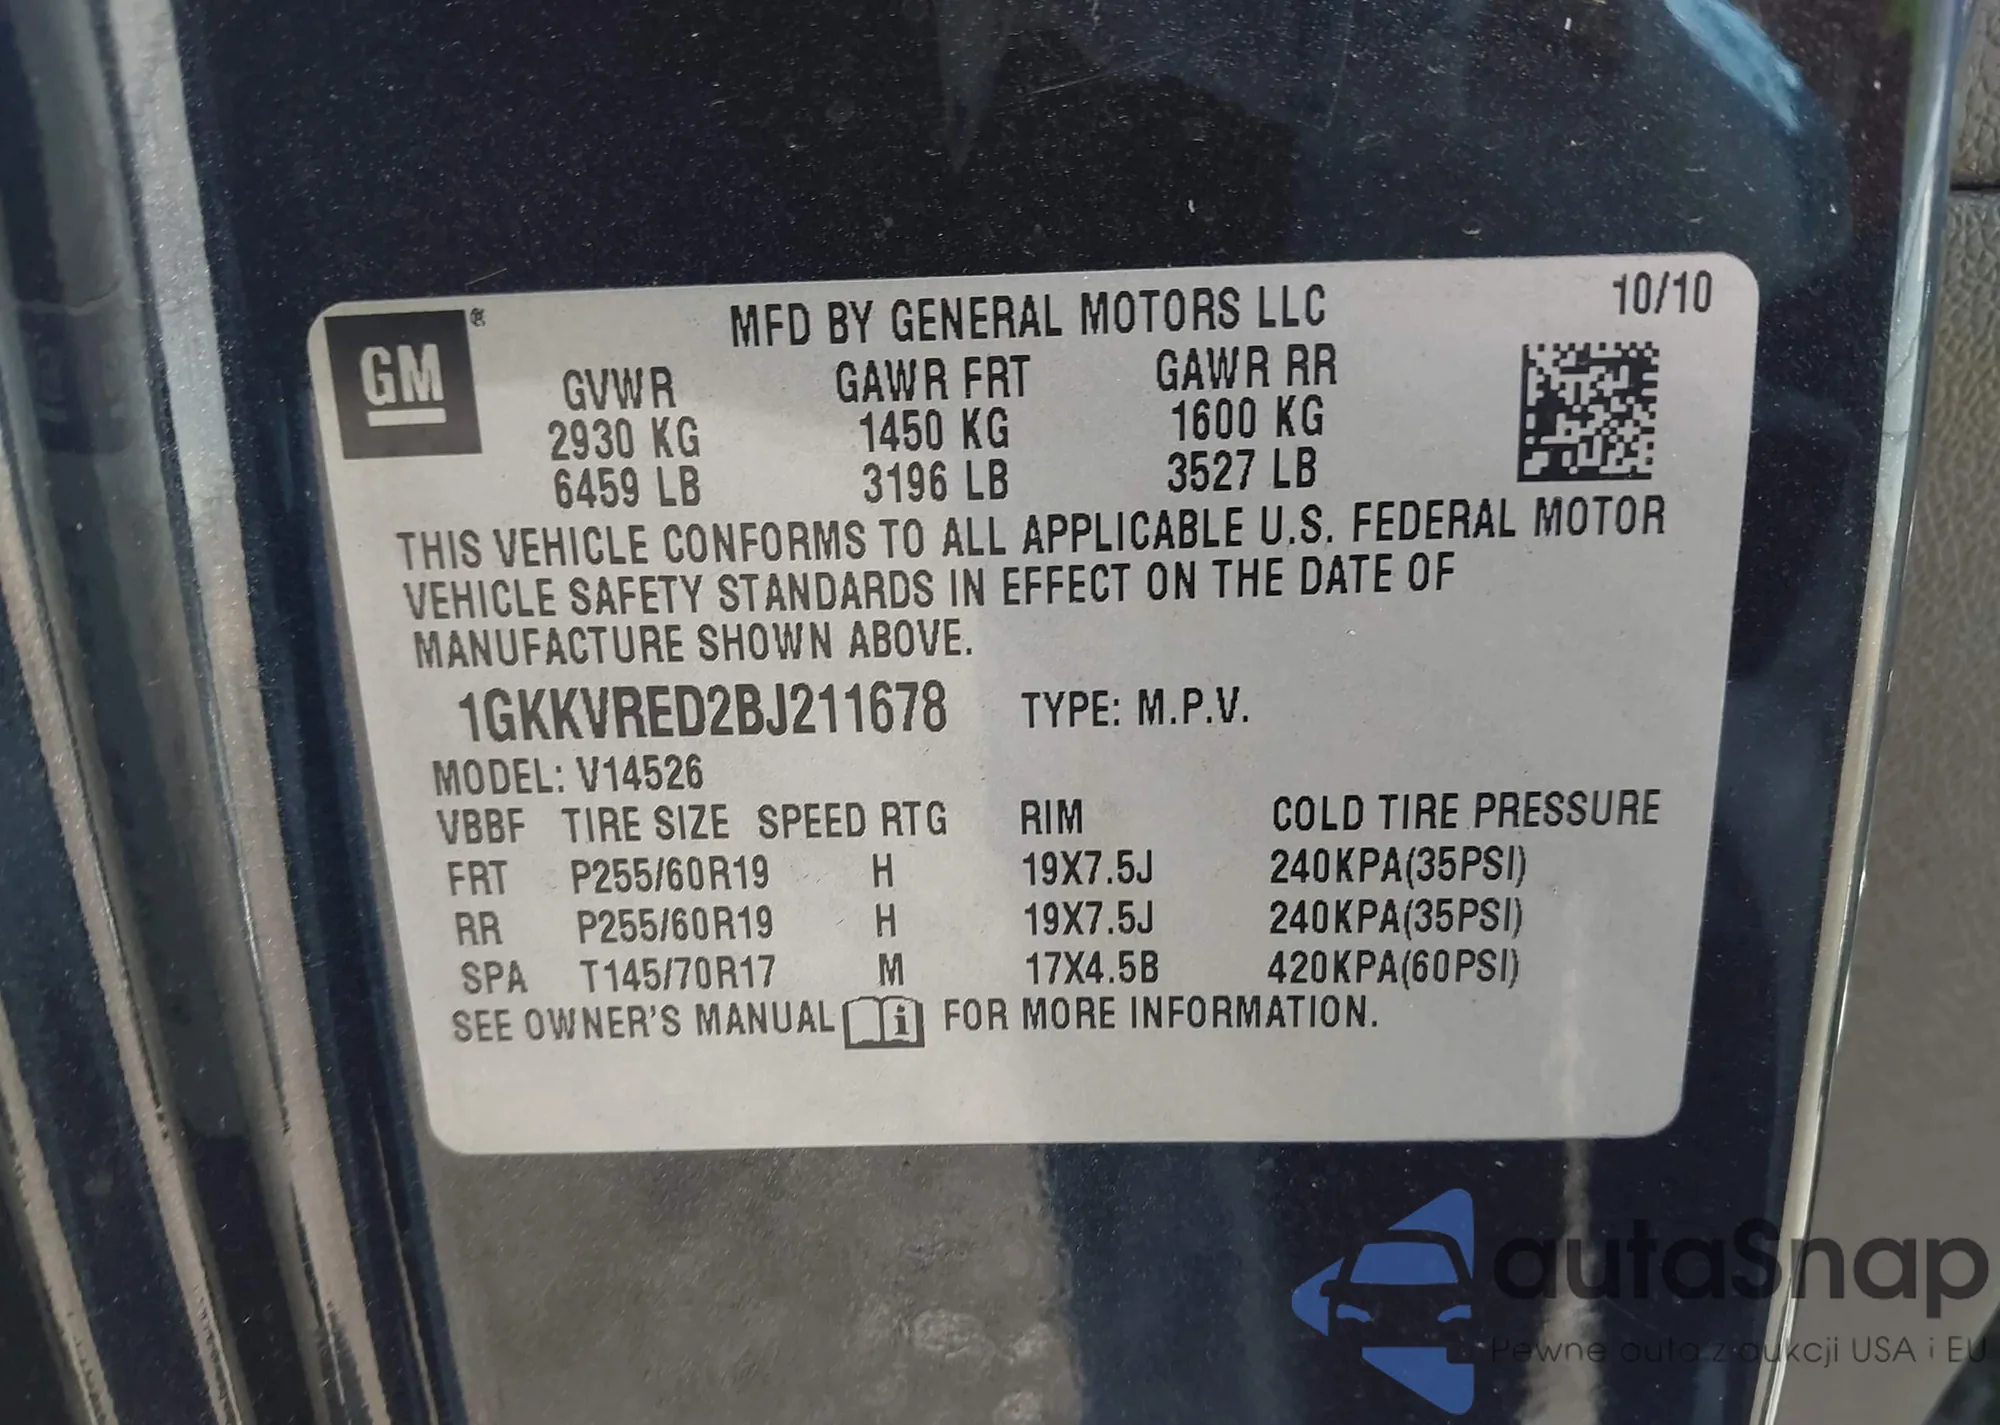 GM ®
MFD BY GENERAL MOTORS LLC 10/10
GVWR GAWR FRT GAWR RR
2930 KG 1450 KG 1600 KG
6459 LB 3196 LB 3527 LB
THIS VEHICLE CONFORMS TO ALL APPLICABLE U.S. FEDERAL MOTOR
VEHICLE SAFETY STANDARDS IN EFFECT ON THE DATE OF
MANUFACTURE SHOWN ABOVE.
1GKKVRED2BJ211678 TYPE: M.P.V.
MODEL: V14526
VBBF TIRE SIZE SPEED RTG RIM COLD TIRE PRESSURE
FRT P255/60R19 H 19X7.5J 240KPA(35PSI)
RR P255/60R19 H 19X7.5J 240KPA(35PSI)
SPA T145/70R17 M 17X4.5B 420KPA(60PSI)
SEE OWNER'S MANUAL i FOR MORE INFORMATION.
autaSnap
Pewne auta z aukcji USA i EU